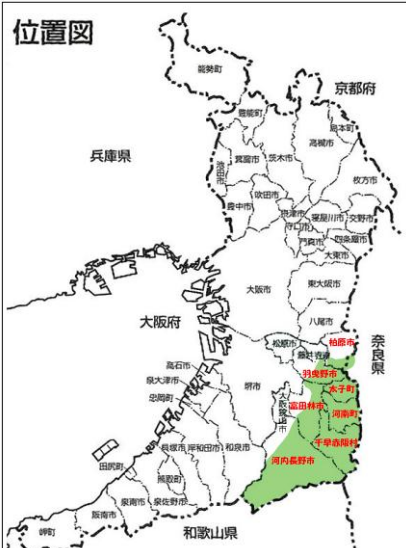 位置図
能勢町
京都府
豊能町
島本町
高槻市
兵庫県
箕面市
茨木市
池田市
枚方市
吹田市
豊中市
摂津市
寝屋川市
交野市
守口市
門真市
四条畷市
大東市
大阪市
東大阪市
八尾市
大阪府
松原市
柏原市
奈良県
藤井寺市
高石市
羽曳野市
泉大津市
堺市
太子町
忠岡町
大阪狭山市
富田林市
河南町
千早赤阪村
貝塚市
岸和田市
和泉市
河内長野市
田尻町
熊取町
泉南市
泉佐野市
阪南市
岬町
和歌山県